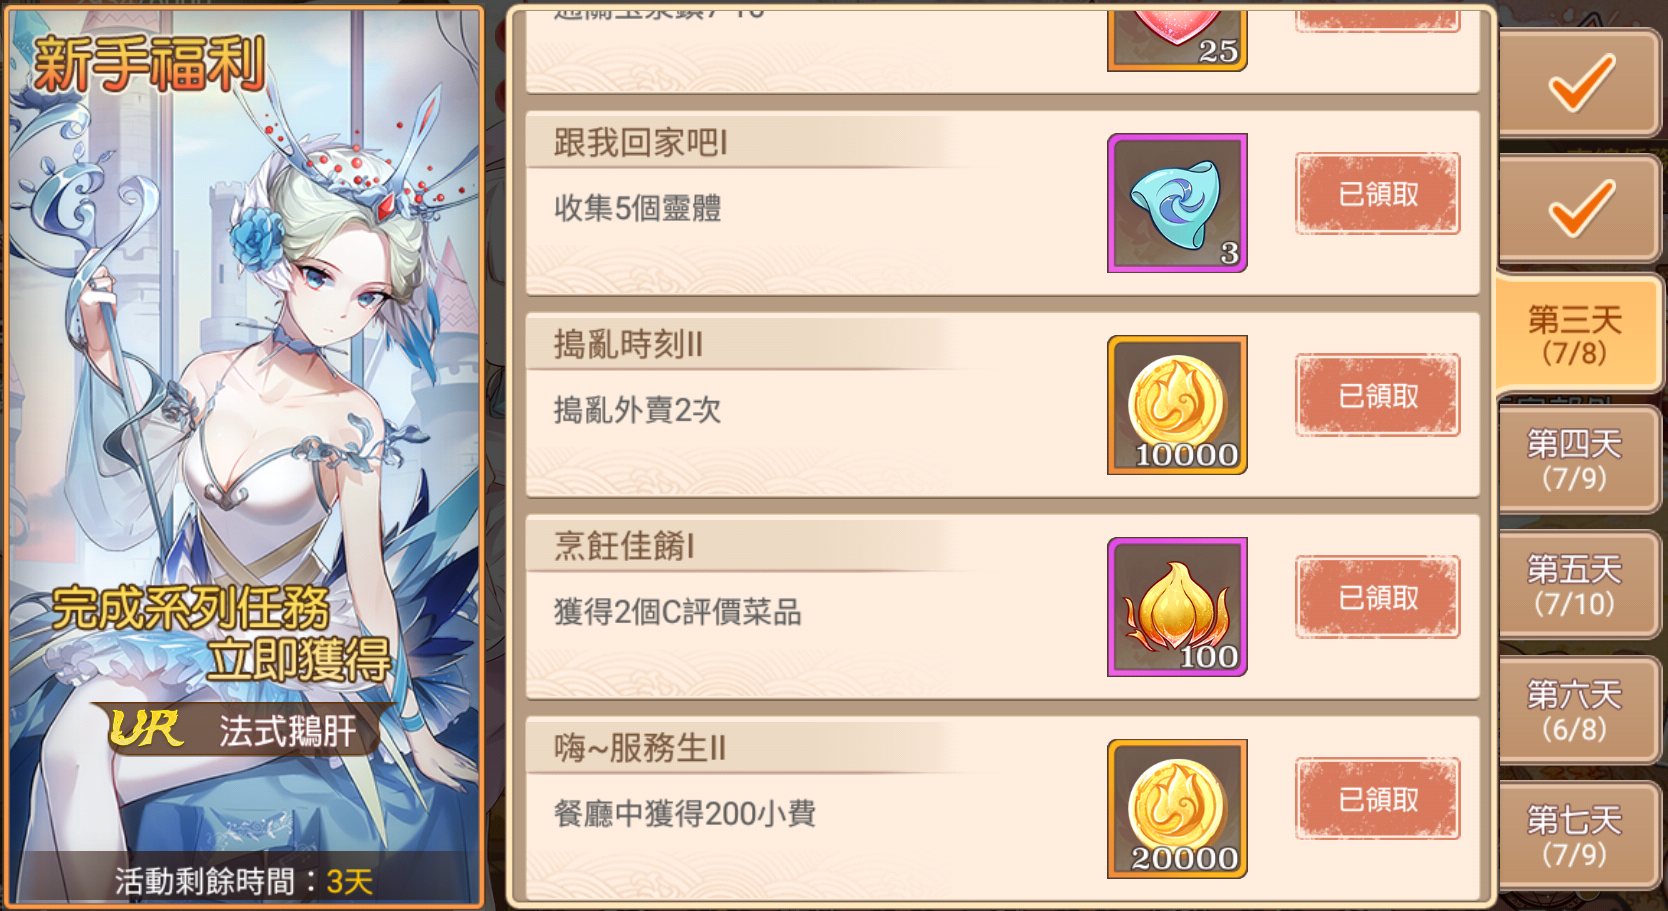 新手福利
完成系列任務
立即獲得
UR 法式鵝肝
活動剩餘時間：3天
25
跟我回家吧I
收集5個靈體
3
已領取
搗亂時刻II
搗亂外賣2次
10000
已領取
烹飪佳餚I
獲得2個C評價菜品
100
已領取
嗨~服務生II
餐廳中獲得200小費
20000
已領取
第三天
(7/8)
第四天
(7/9)
第五天
(7/10)
第六天
(6/8)
第七天
(7/9)